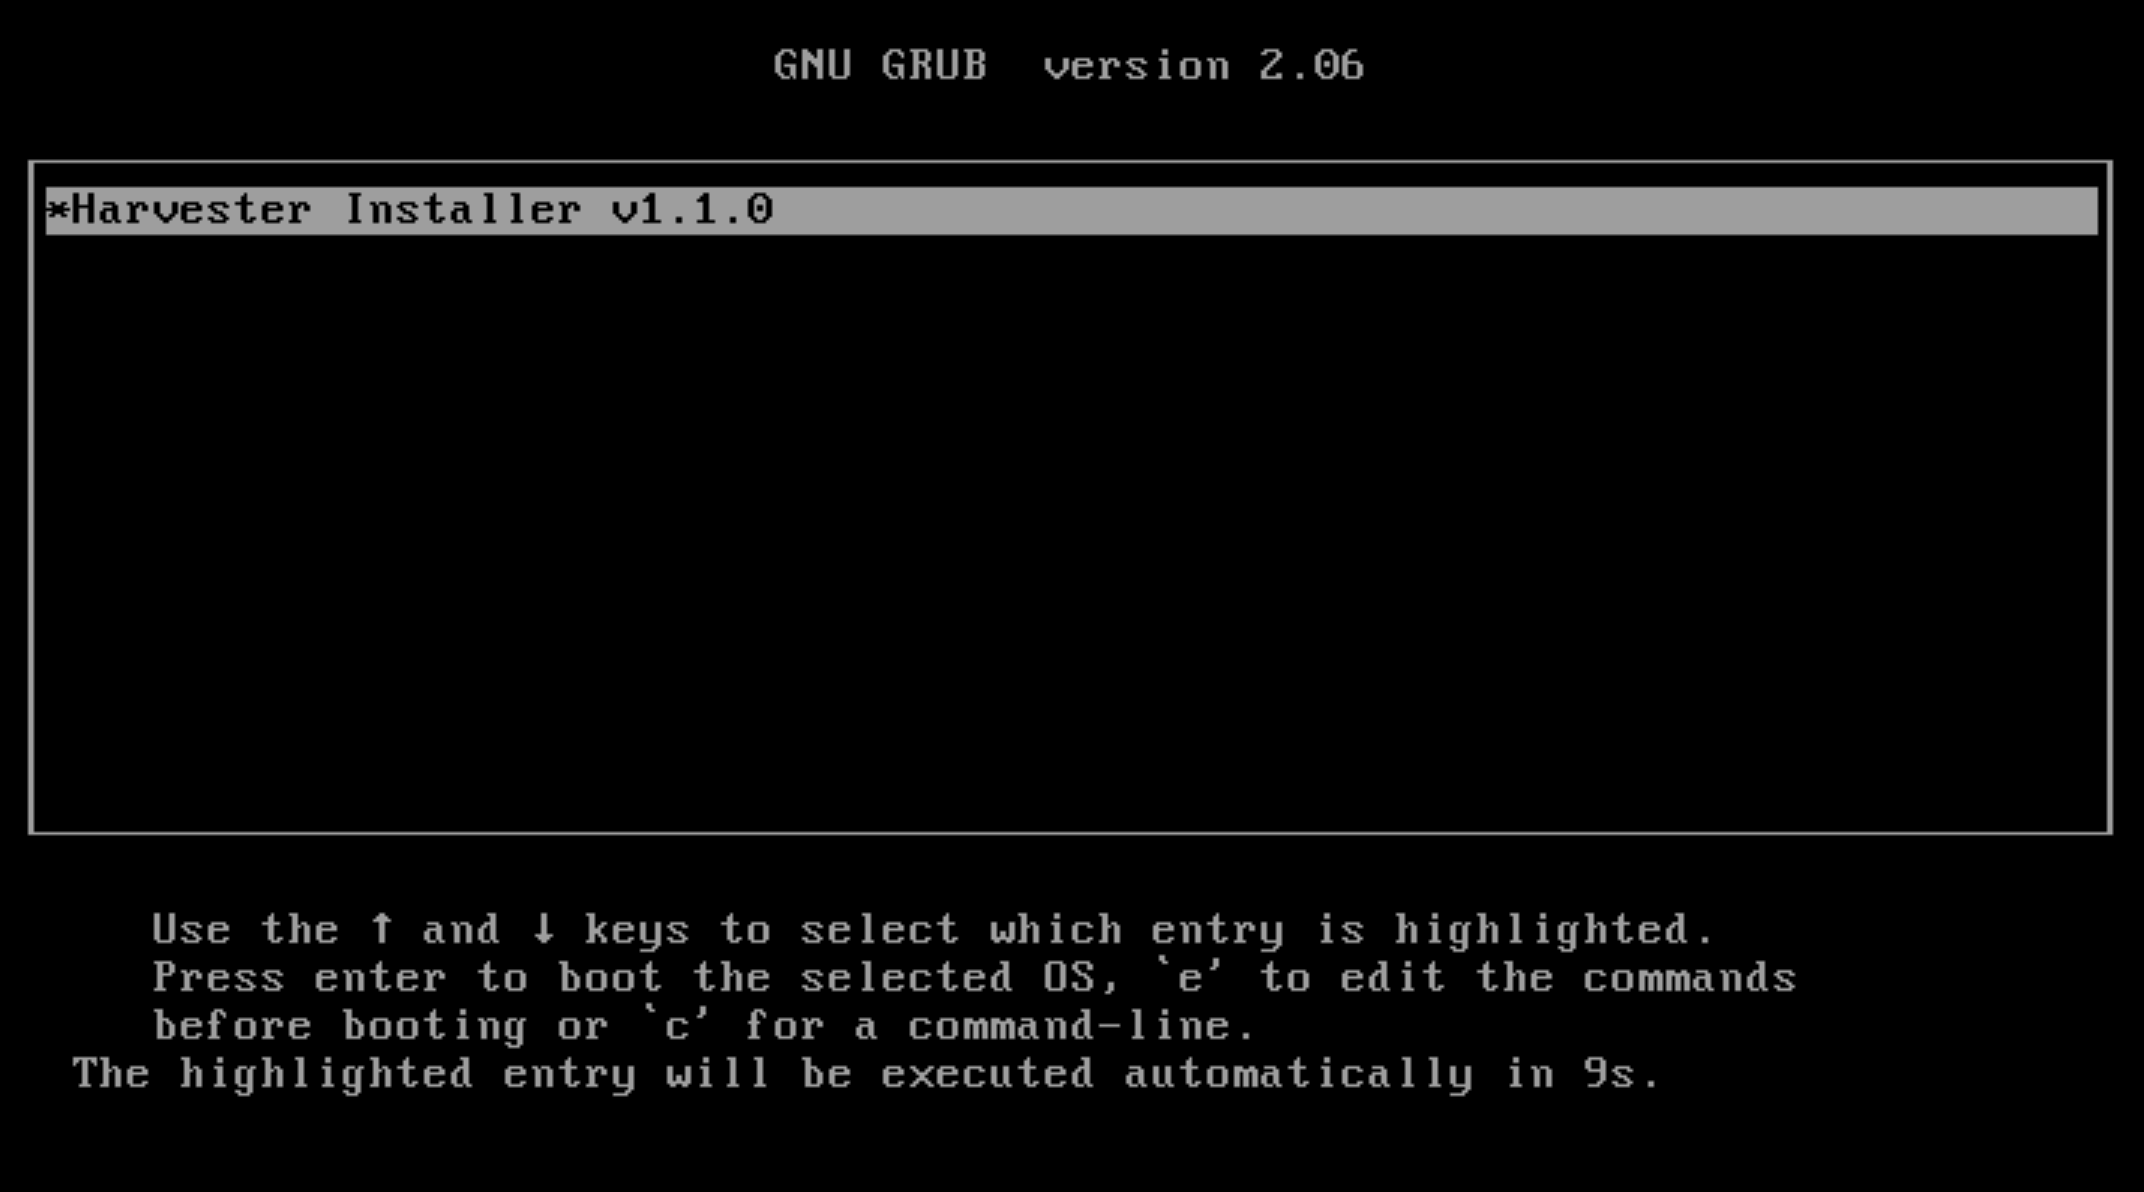 GNU GRUB  version 2.06
*Harvester Installer v1.1.0
Use the ↑ and ↓ keys to select which entry is highlighted.
Press enter to boot the selected OS, `e' to edit the commands
before booting or `c' for a command-line.
The highlighted entry will be executed automatically in 9s.